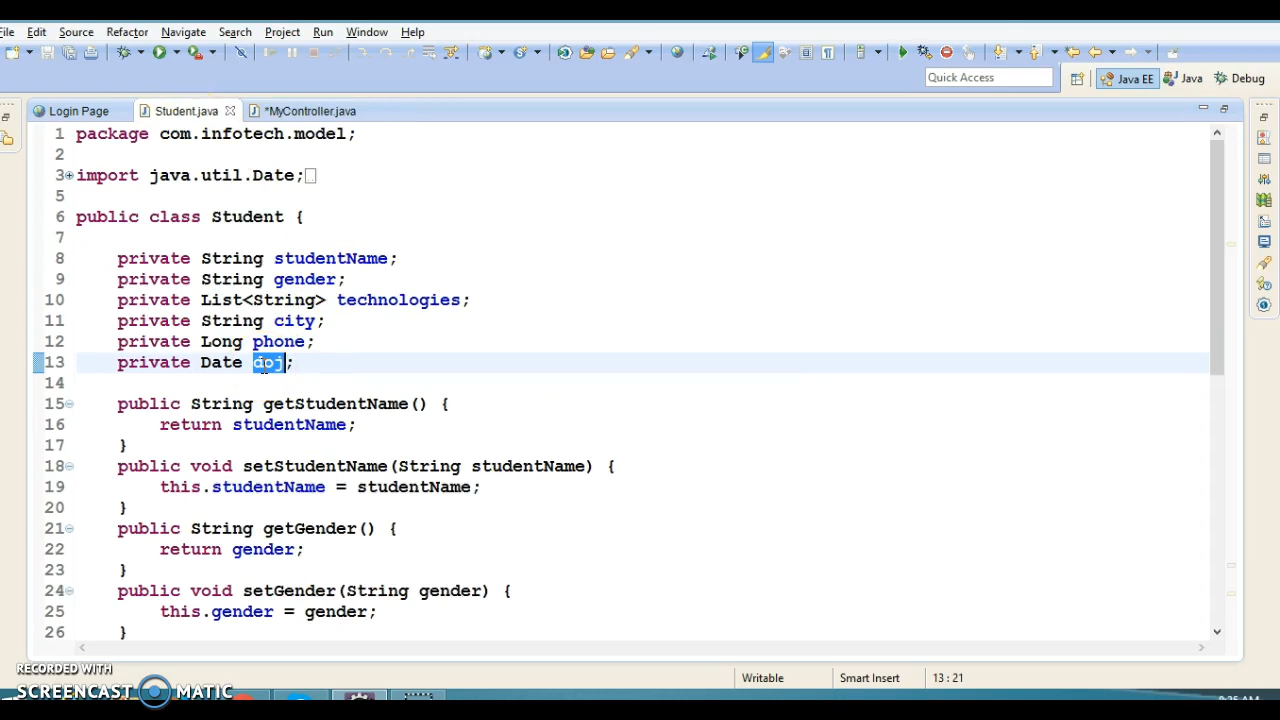 File Edit Source Refactor Navigate Search Project Run Window Help
Quick Access Java EE Java Debug
Login Page Student.java *MyController.java
1 package com.infotech.model;
2
3 import java.util.Date;
5
6 public class Student {
7
8 private String studentName;
9 private String gender;
10 private List<String> technologies;
11 private String city;
12 private Long phone;
13 private Date doj;
14
15 public String getStudentName() {
16 return studentName;
17 }
18 public void setStudentName(String studentName) {
19 this.studentName = studentName;
20 }
21 public String getGender() {
22 return gender;
23 }
24 public void setGender(String gender) {
25 this.gender = gender;
26 }
RECORDED WITH
SCREENCAST MATIC
Writable Smart Insert 13 : 21